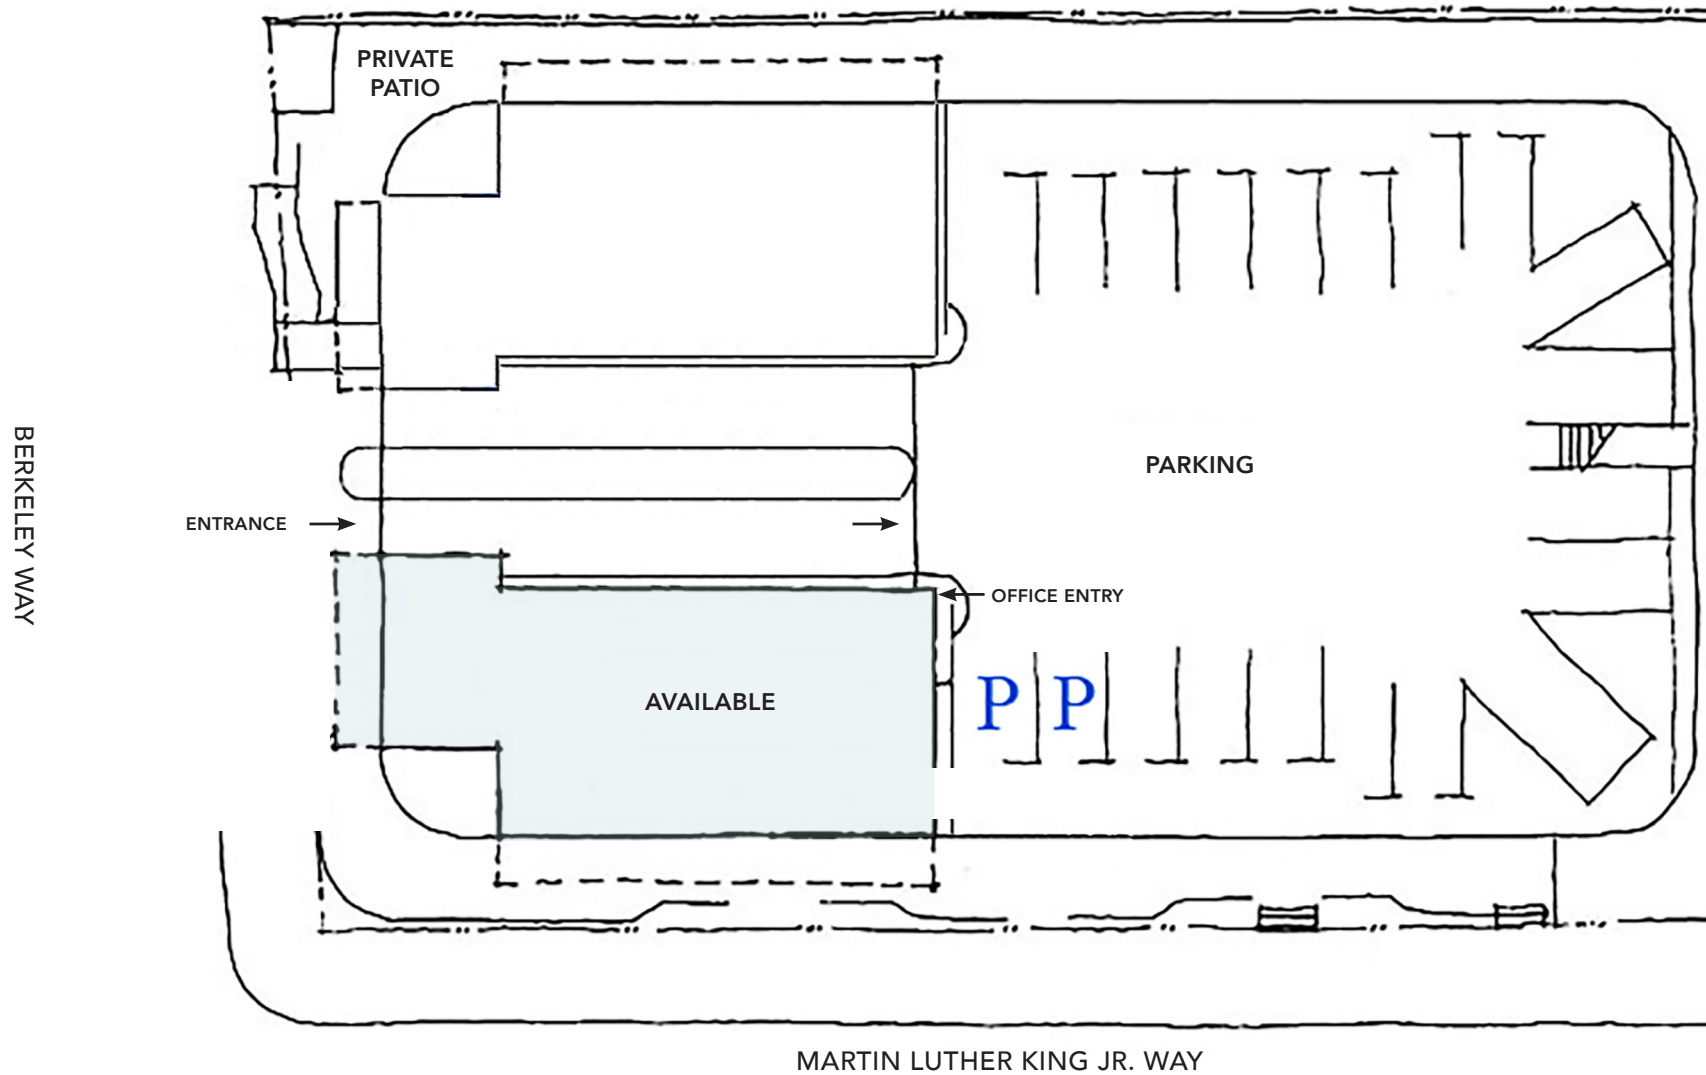 PRIVATE
PATIO
BERKELEY WAY
PARKING
ENTRANCE
OFFICE ENTRY
AVAILABLE
P P
MARTIN LUTHER KING JR. WAY